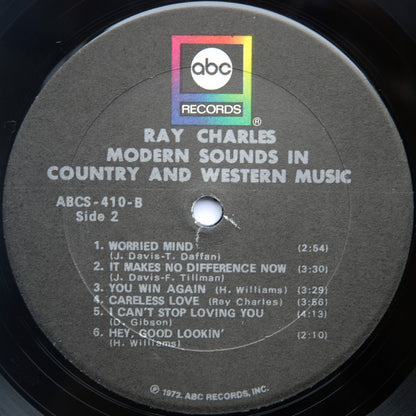 abc
RECORDS
®
RAY CHARLES
MODERN SOUNDS IN
COUNTRY AND WESTERN MUSIC
ABCS-410-B
Side 2
1. WORRIED MIND (2:54)
(J. Davis-T. Daffan)
2. IT MAKES NO DIFFERENCE NOW (3:30)
(J. Davis-F. Tillman)
3. YOU WIN AGAIN (H. Williams) (3:29)
4. CARELESS LOVE (Ray Charles) (3:56)
5. I CAN'T STOP LOVING YOU (4:13)
(D. Gibson)
6. HEY, GOOD LOOKIN' (2:10)
(H. Williams)
℗ 1972, ABC RECORDS, INC.